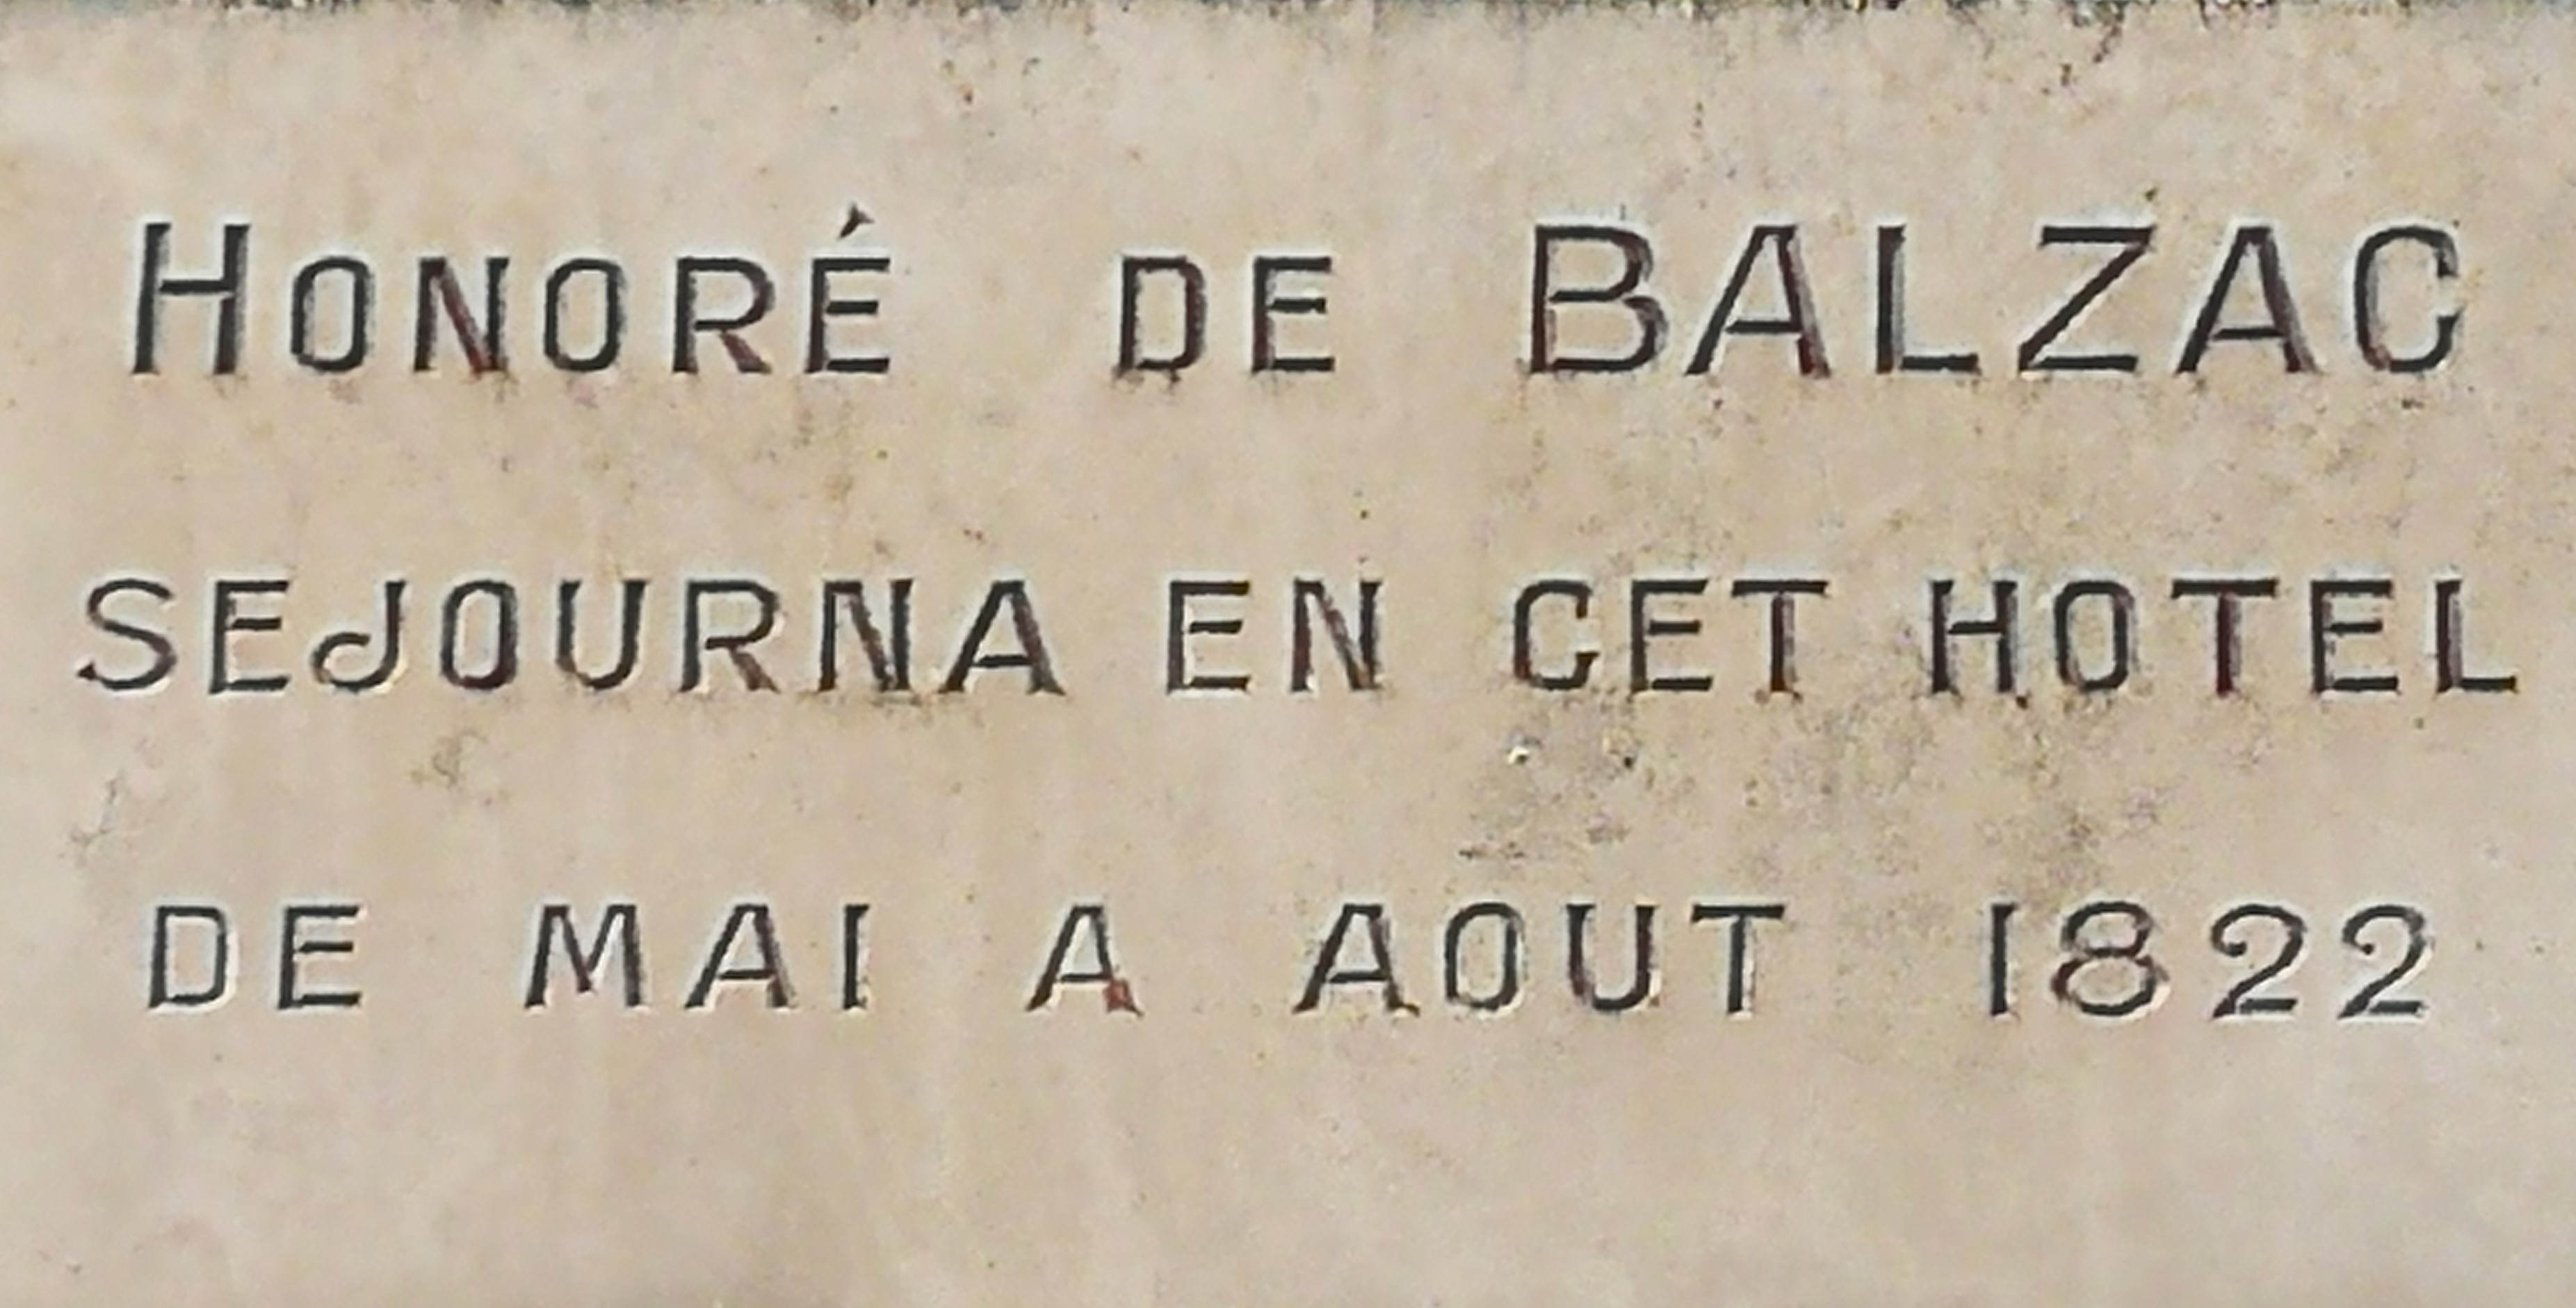 HONORÉ DE BALZAC
SEJOURNA EN CET HOTEL
DE MAI A AOUT 1822